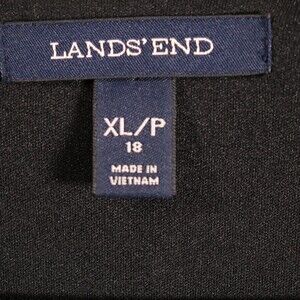 LANDS' END
XL/P
18
MADE IN
VIETNAM